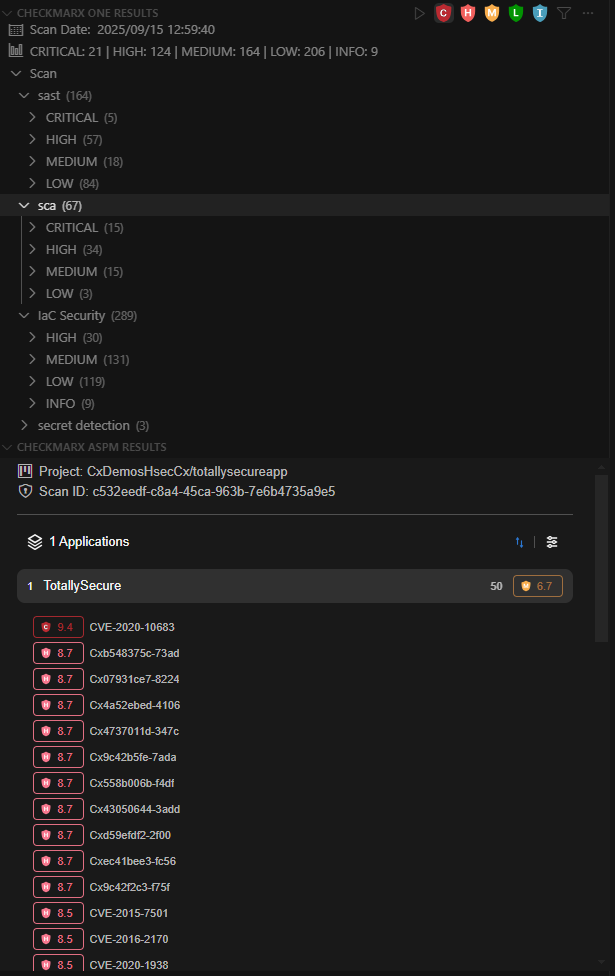 CHECKMARX ONE RESULTS
C H M L I
Scan Date: 2025/09/15 12:59:40
CRITICAL: 21 | HIGH: 124 | MEDIUM: 164 | LOW: 206 | INFO: 9
Scan
sast (164)
CRITICAL (5)
HIGH (57)
MEDIUM (18)
LOW (84)
sca (67)
CRITICAL (15)
HIGH (34)
MEDIUM (15)
LOW (3)
IaC Security (289)
HIGH (30)
MEDIUM (131)
LOW (119)
INFO (9)
secret detection (3)
CHECKMARX ASPM RESULTS
Project: CxDemosHsecCx/totallysecureapp
Scan ID: c532eedf-c8a4-45ca-963b-7e6b4735a9e5
1 Applications
1 TotallySecure 50 M 6.7
C 9.4 CVE-2020-10683
H 8.7 Cxb548375c-73ad
H 8.7 Cx07931ce7-8224
H 8.7 Cx4a52ebed-4106
H 8.7 Cx4737011d-347c
H 8.7 Cx9c42b5fe-7ada
H 8.7 Cx558b006b-f4df
H 8.7 Cx43050644-3add
H 8.7 Cxd59efdf2-2f00
H 8.7 Cxec41bee3-fc56
H 8.7 Cx9c42f2c3-f75f
H 8.5 CVE-2015-7501
H 8.5 CVE-2016-2170
H 8.5 CVE-2020-1938